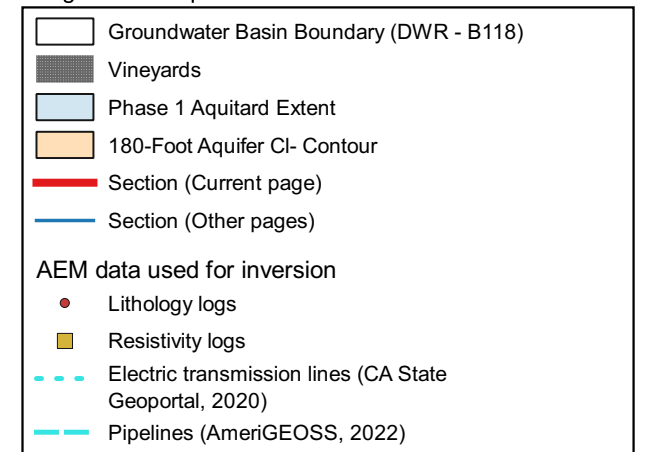 Groundwater Basin Boundary (DWR - B118)
Vineyards
Phase 1 Aquitard Extent
180-Foot Aquifer Cl- Contour
Section (Current page)
Section (Other pages)
AEM data used for inversion
Lithology logs
Resistivity logs
Electric transmission lines (CA State
Geoportal, 2020)
Pipelines (AmeriGEOSS, 2022)